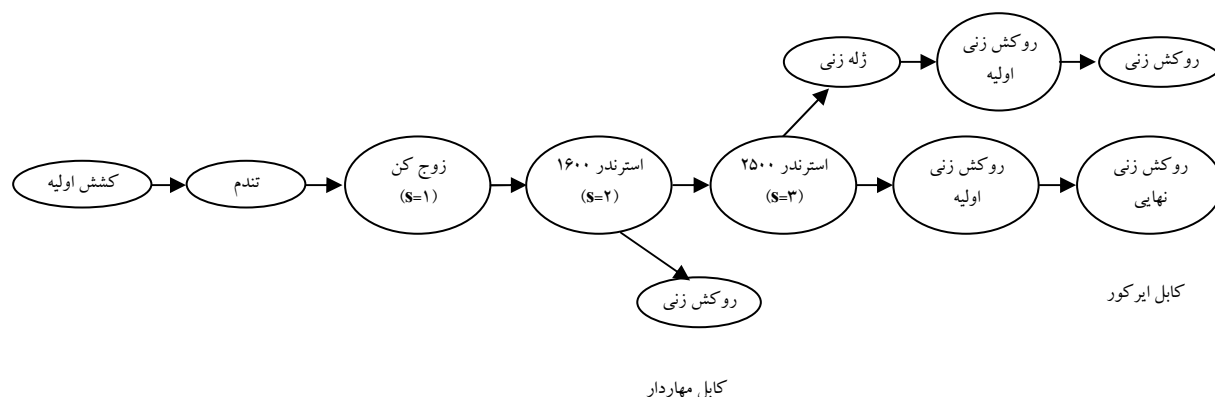 ژله زنی
روکش زنی
اولیه
روکش زنی
کشش اولیه
تندم
زوج کن
(s=۱)
استرندر ۱۶۰۰
(s=۲)
استرندر ۲۵۰۰
(s=۳)
روکش زنی
اولیه
روکش زنی
نهایی
روکش زنی
کابل ایرکور
کابل مهاردار